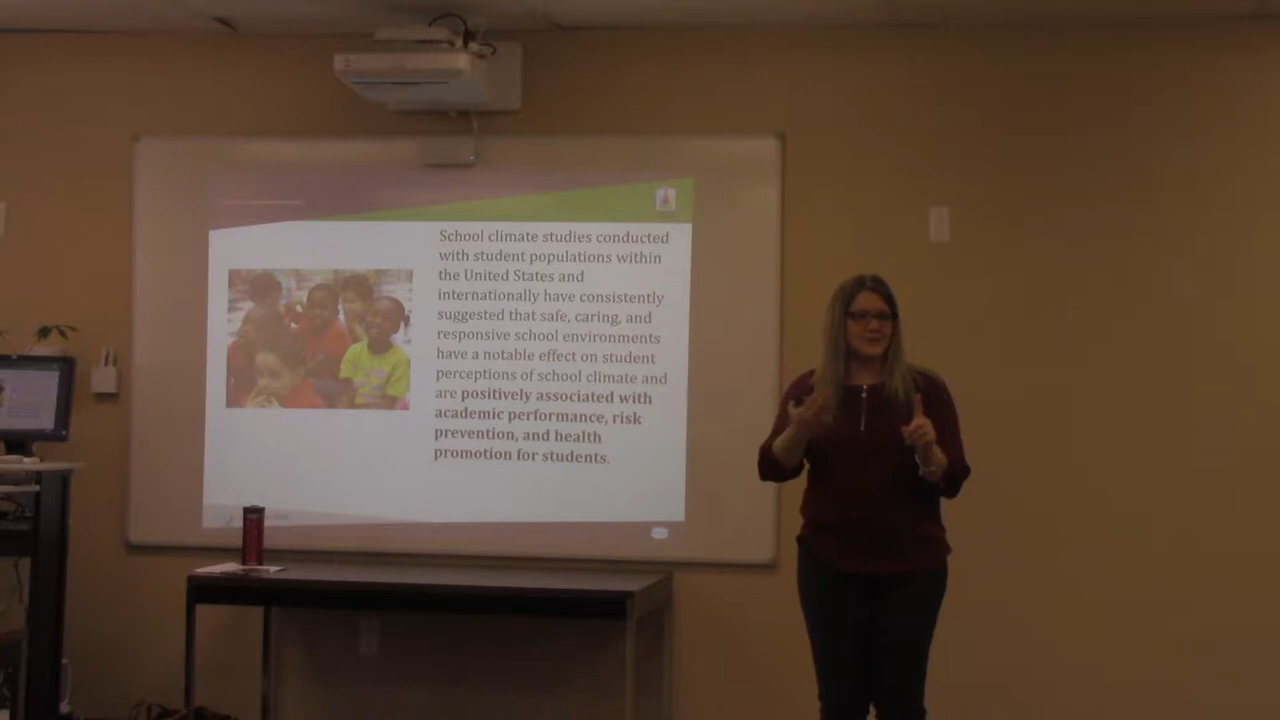 School climate studies conducted
with student populations within
the United States and
internationally have consistently
suggested that safe, caring, and
responsive school environments
have a notable effect on student
perceptions of school climate and
are positively associated with
academic performance, risk
prevention, and health
promotion for students.